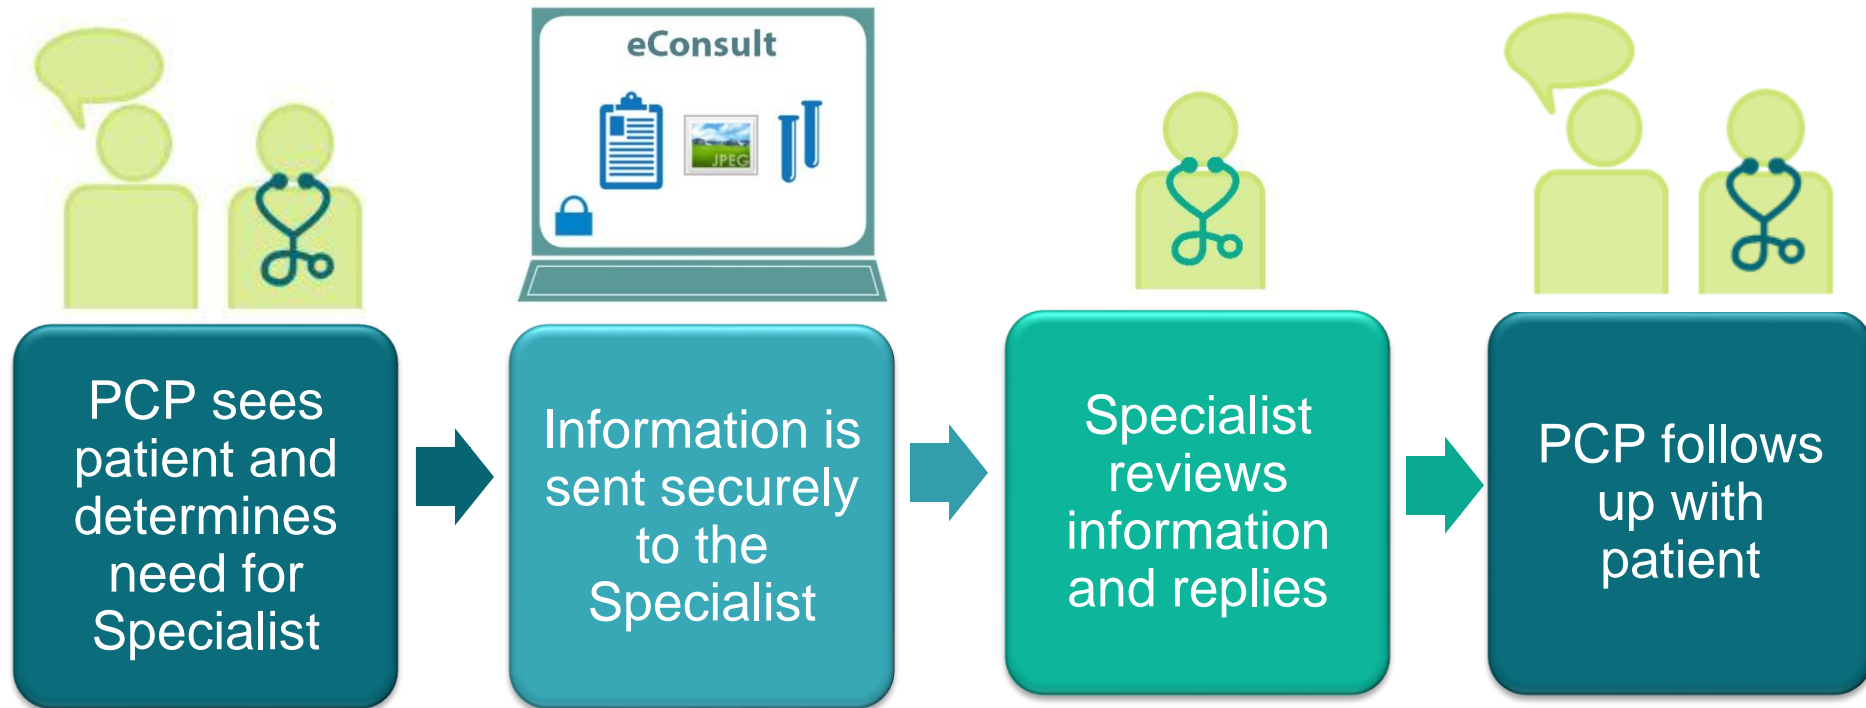 eConsult
JPEG
PCP sees
patient and
determines
need for
Specialist
Information is
sent securely
to the
Specialist
Specialist
reviews
information
and replies
PCP follows
up with
patient